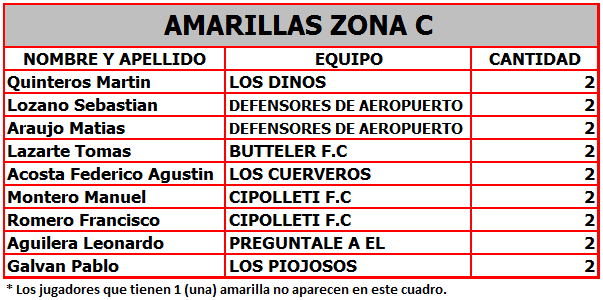 AMARILLAS ZONA C
NOMBRE Y APELLIDO EQUIPO CANTIDAD
Quinteros Martin LOS DINOS 2
Lozano Sebastian DEFENSORES DE AEROPUERTO 2
Araujo Matias DEFENSORES DE AEROPUERTO 2
Lazarte Tomas BUTTELER F.C 2
Acosta Federico Agustin LOS CUERVEROS 2
Montero Manuel CIPOLLETI F.C 2
Romero Francisco CIPOLLETI F.C 2
Aguilera Leonardo PREGUNTALE A EL 2
Galvan Pablo LOS PIOJOSOS 2
* Los jugadores que tienen 1 (una) amarilla no aparecen en este cuadro.